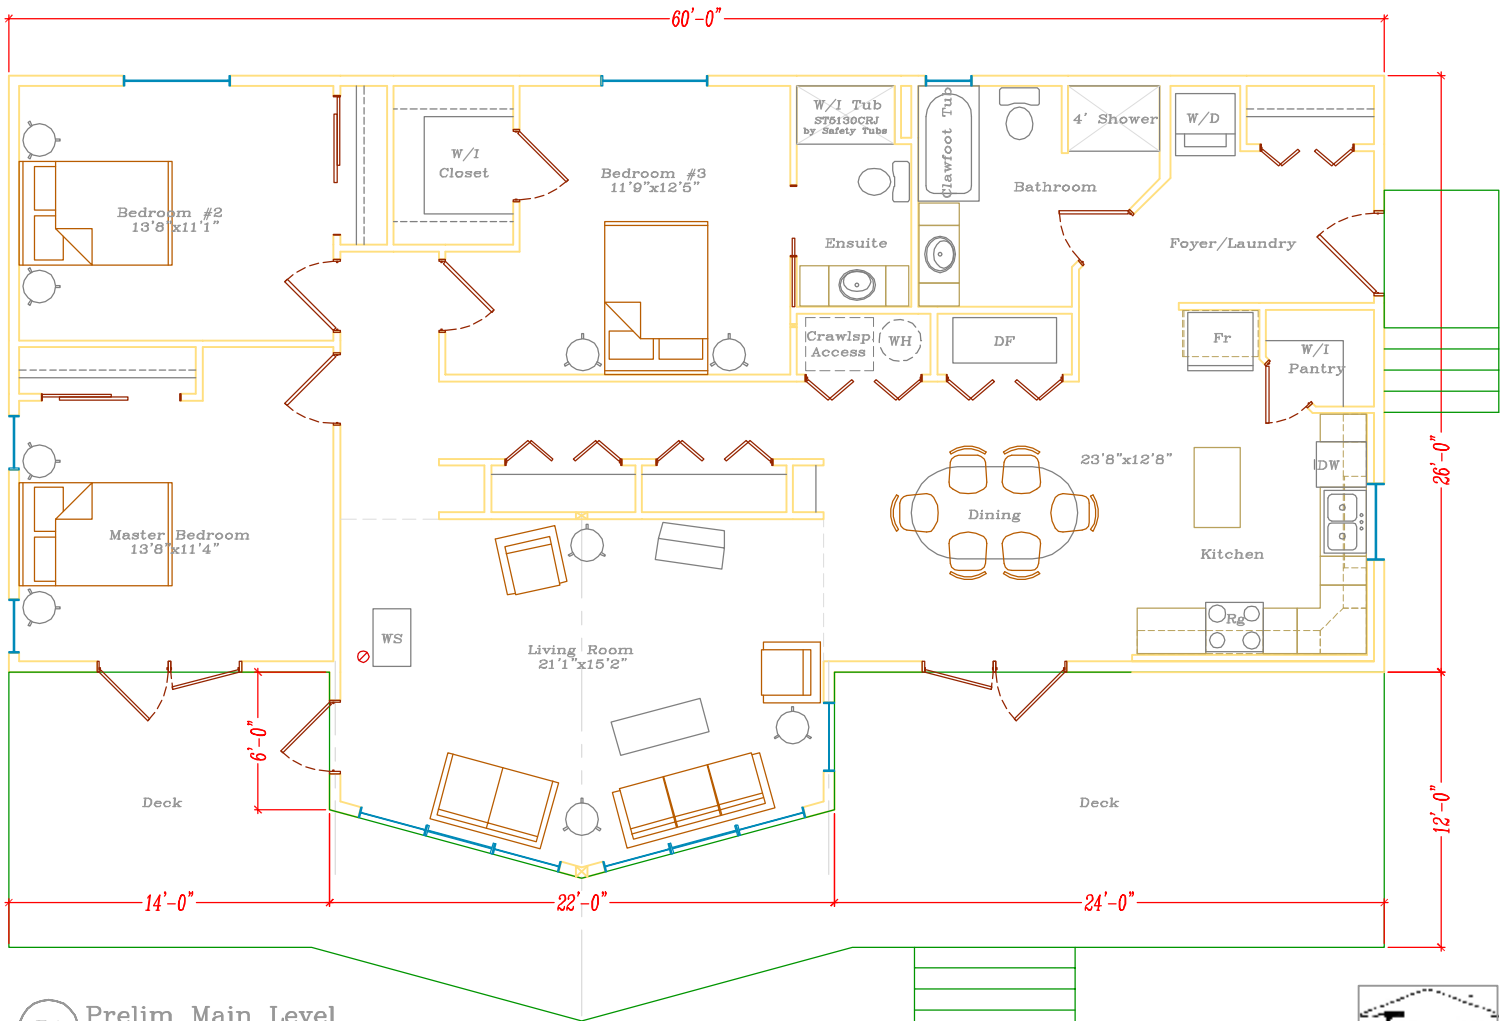 60'-0"
W/I Tub
ST5130CRJ
by Safety Tubs
Clawfoot Tub
4' Shower
W/D
W/I
Closet
Bedroom #3
11'9"x12'5"
Bathroom
Bedroom #2
13'8"x11'1"
Ensuite
Foyer/Laundry
Crawlsp
Access
WH
DF
Fr
W/I
Pantry
23'8"x12'8"
DW
26'-0"
Dining
Master Bedroom
13'8"x11'4"
Kitchen
WS
Rg
Living Room
21'1"x15'2"
6'-0"
Deck
Deck
12'-0"
14'-0"
22'-0"
24'-0"
Prelim Main Level